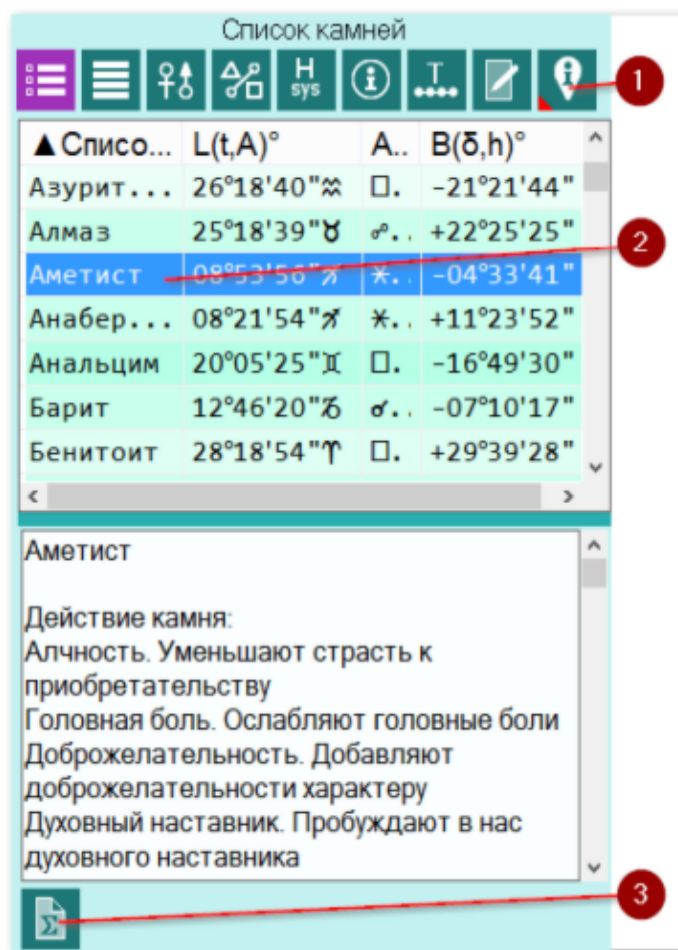 Список камней
H
sys
T
1
▲Списо... L(t,A)° A.. B(δ,h)°
Азурит... 26°18'40"♒ □. -21°21'44"
Алмаз 25°18'39"♉ ☍.. +22°25'25"
2
Аметист 08°53'56"♐ ⚹.. -04°33'41"
Анабер... 08°21'54"♐ ⚹.. +11°23'52"
Анальцим 20°05'25"♊ □. -16°49'30"
Барит 12°46'20"♑ ☌.. -07°10'17"
Бенитоит 28°18'54"♈ □. +29°39'28"
Аметист
Действие камня:
Алчность. Уменьшают страсть к
приобретательству
Головная боль. Ослабляют головные боли
Доброжелательность. Добавляют
доброжелательности характеру
Духовный наставник. Пробуждают в нас
духовного наставника
3
Σ